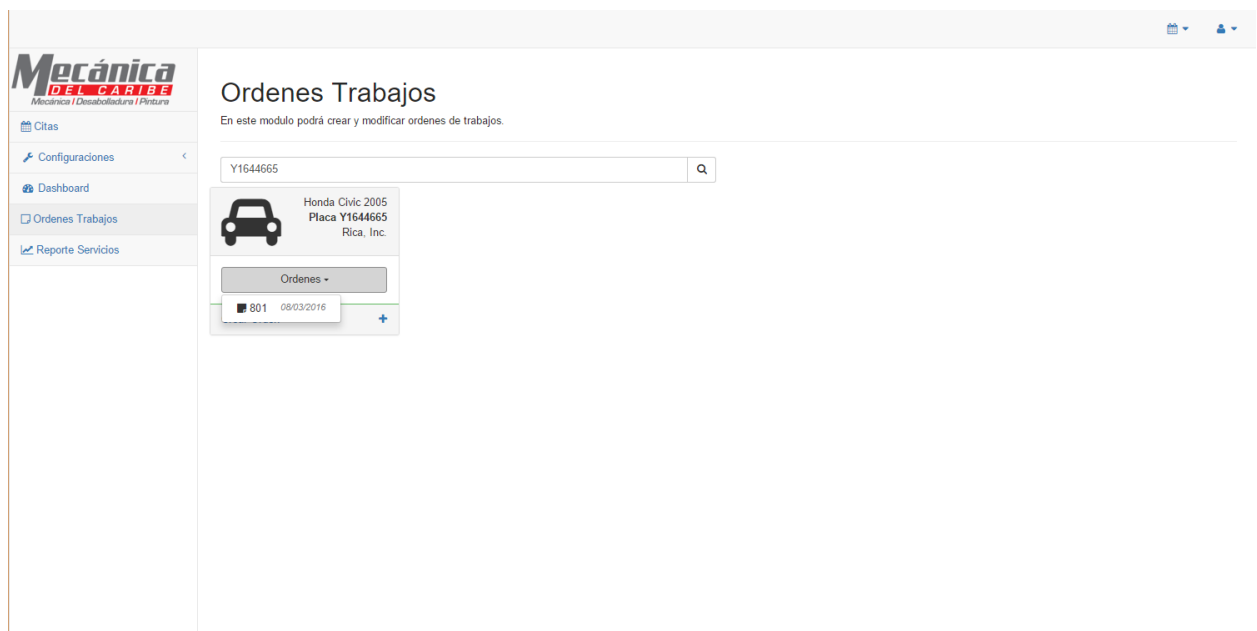 Mecánica
DEL CARIBE
Mecánica I Desabolladura I Pintura
Citas
Configuraciones
Dashboard
Ordenes Trabajos
Reporte Servicios
Ordenes Trabajos
En este modulo podrá crear y modificar ordenes de trabajos.
Y1644665
Honda Civic 2005
Placa Y1644665
Rica, Inc.
Ordenes
801 08/03/2016